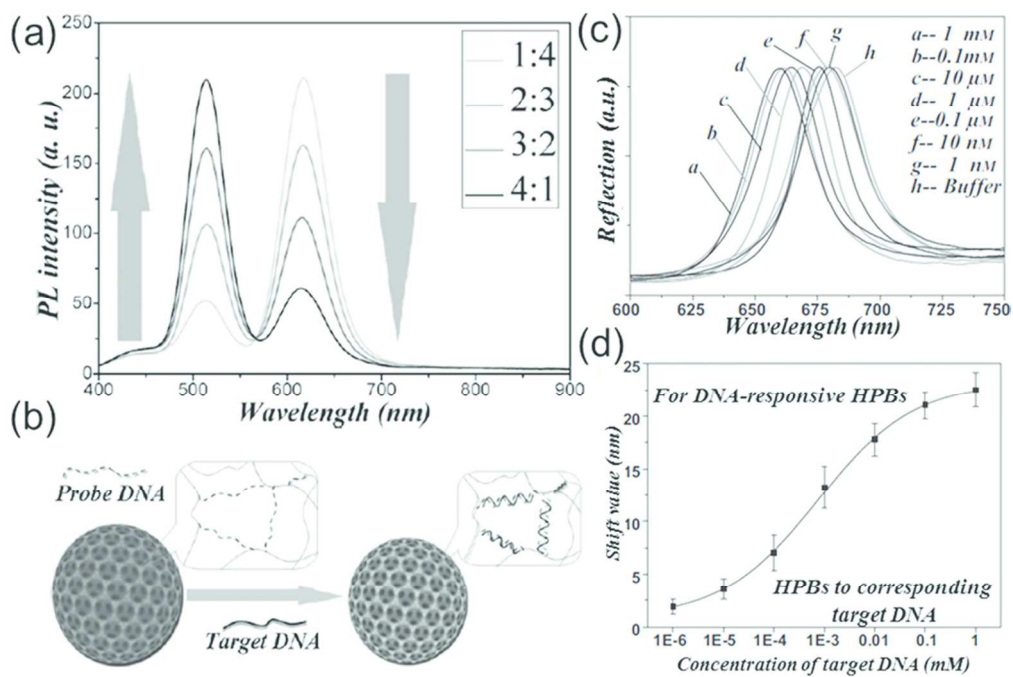 (a)
250
200
150
100
50
0
PL intensity (a. u.)
1:4
2:3
3:2
4:1
400 500 600 700 800 900
Wavelength (nm)
(b)
Probe DNA
Target DNA
(c)
Reflection (a.u.)
a b c d e f g h
a-- 1 mM
b--0.1mM
c-- 10 μM
d-- 1 μM
e--0.1 μM
f-- 10 nM
g-- 1 nM
h-- Buffer
600 625 650 675 700 725 750
Wavelength (nm)
(d)
25
20
15
10
5
0
Shift value (nm)
For DNA-responsive HPBs
HPBs to corresponding
target DNA
1E-6 1E-5 1E-4 1E-3 0.01 0.1 1
Concentration of target DNA (mM)